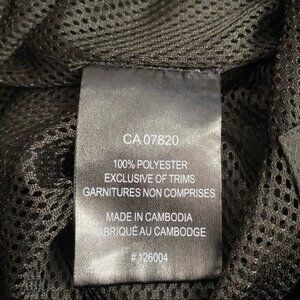 CA 07820
100% POLYESTER
EXCLUSIVE OF TRIMS
GARNITURES NON COMPRISES
MADE IN CAMBODIA
FABRIQUÉ AU CAMBODGE
#126004